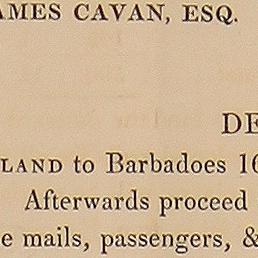 AMES CAVAN, ESQ.
DE
LAND to Barbadoes 16
Afterwards proceed
e mails, passengers, &